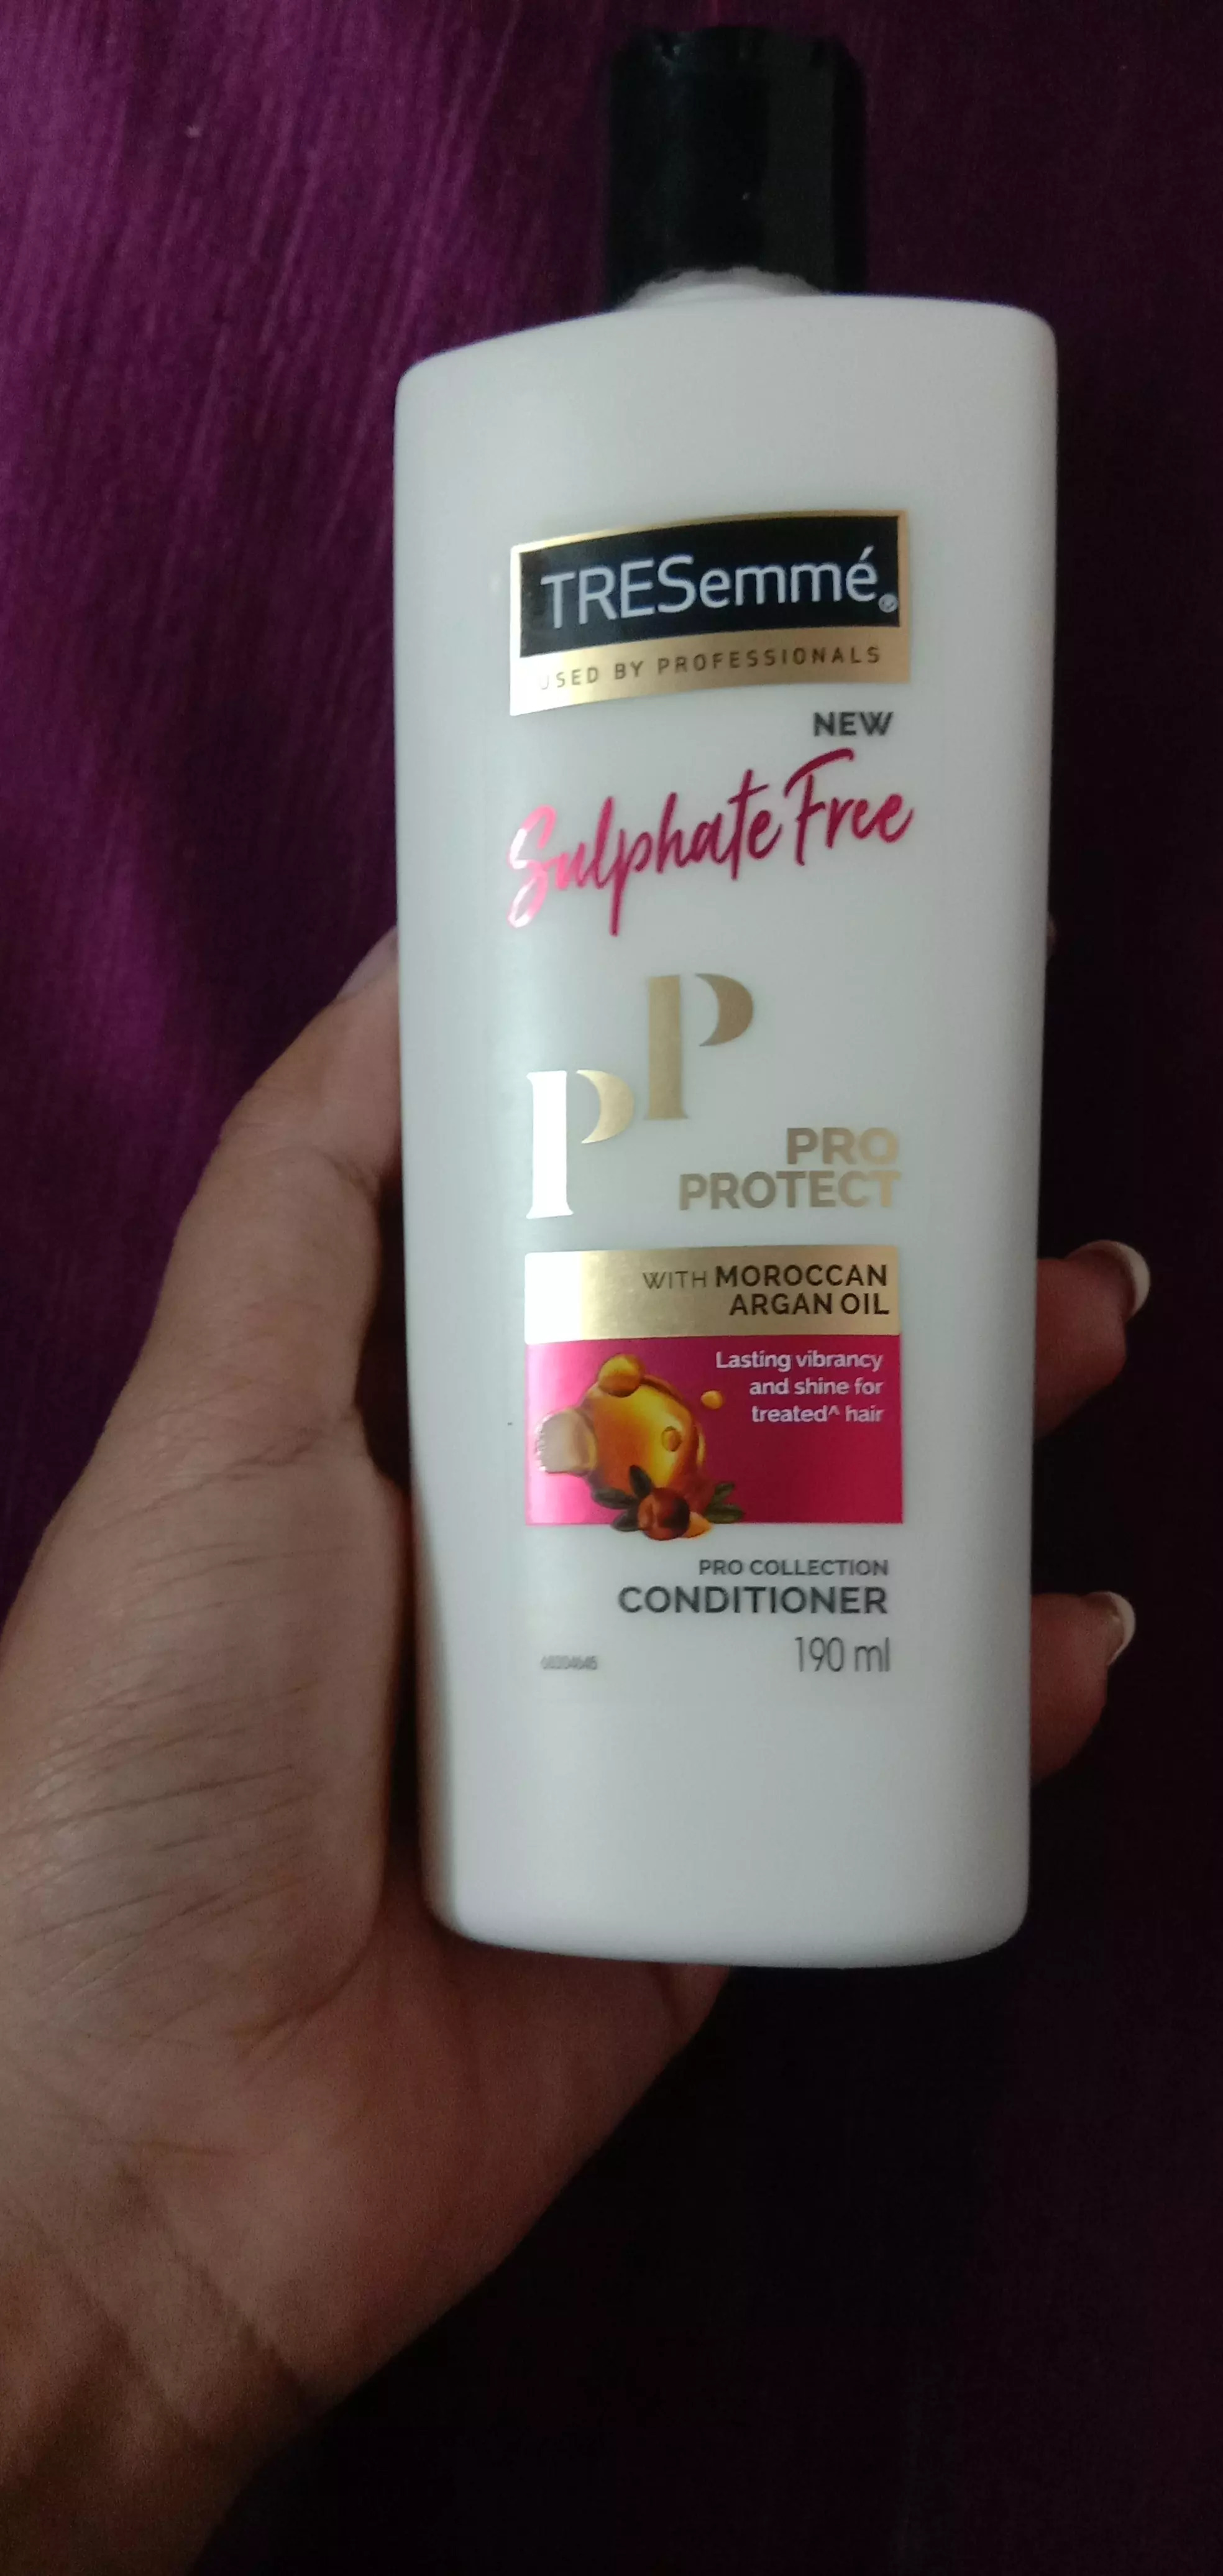 TRESemmé®
USED BY PROFESSIONALS
NEW
Sulphate Free
PP
PRO
PROTECT
WITH MOROCCAN
ARGAN OIL
Lasting vibrancy
and shine for
treated^ hair
PRO COLLECTION
CONDITIONER
190 ml